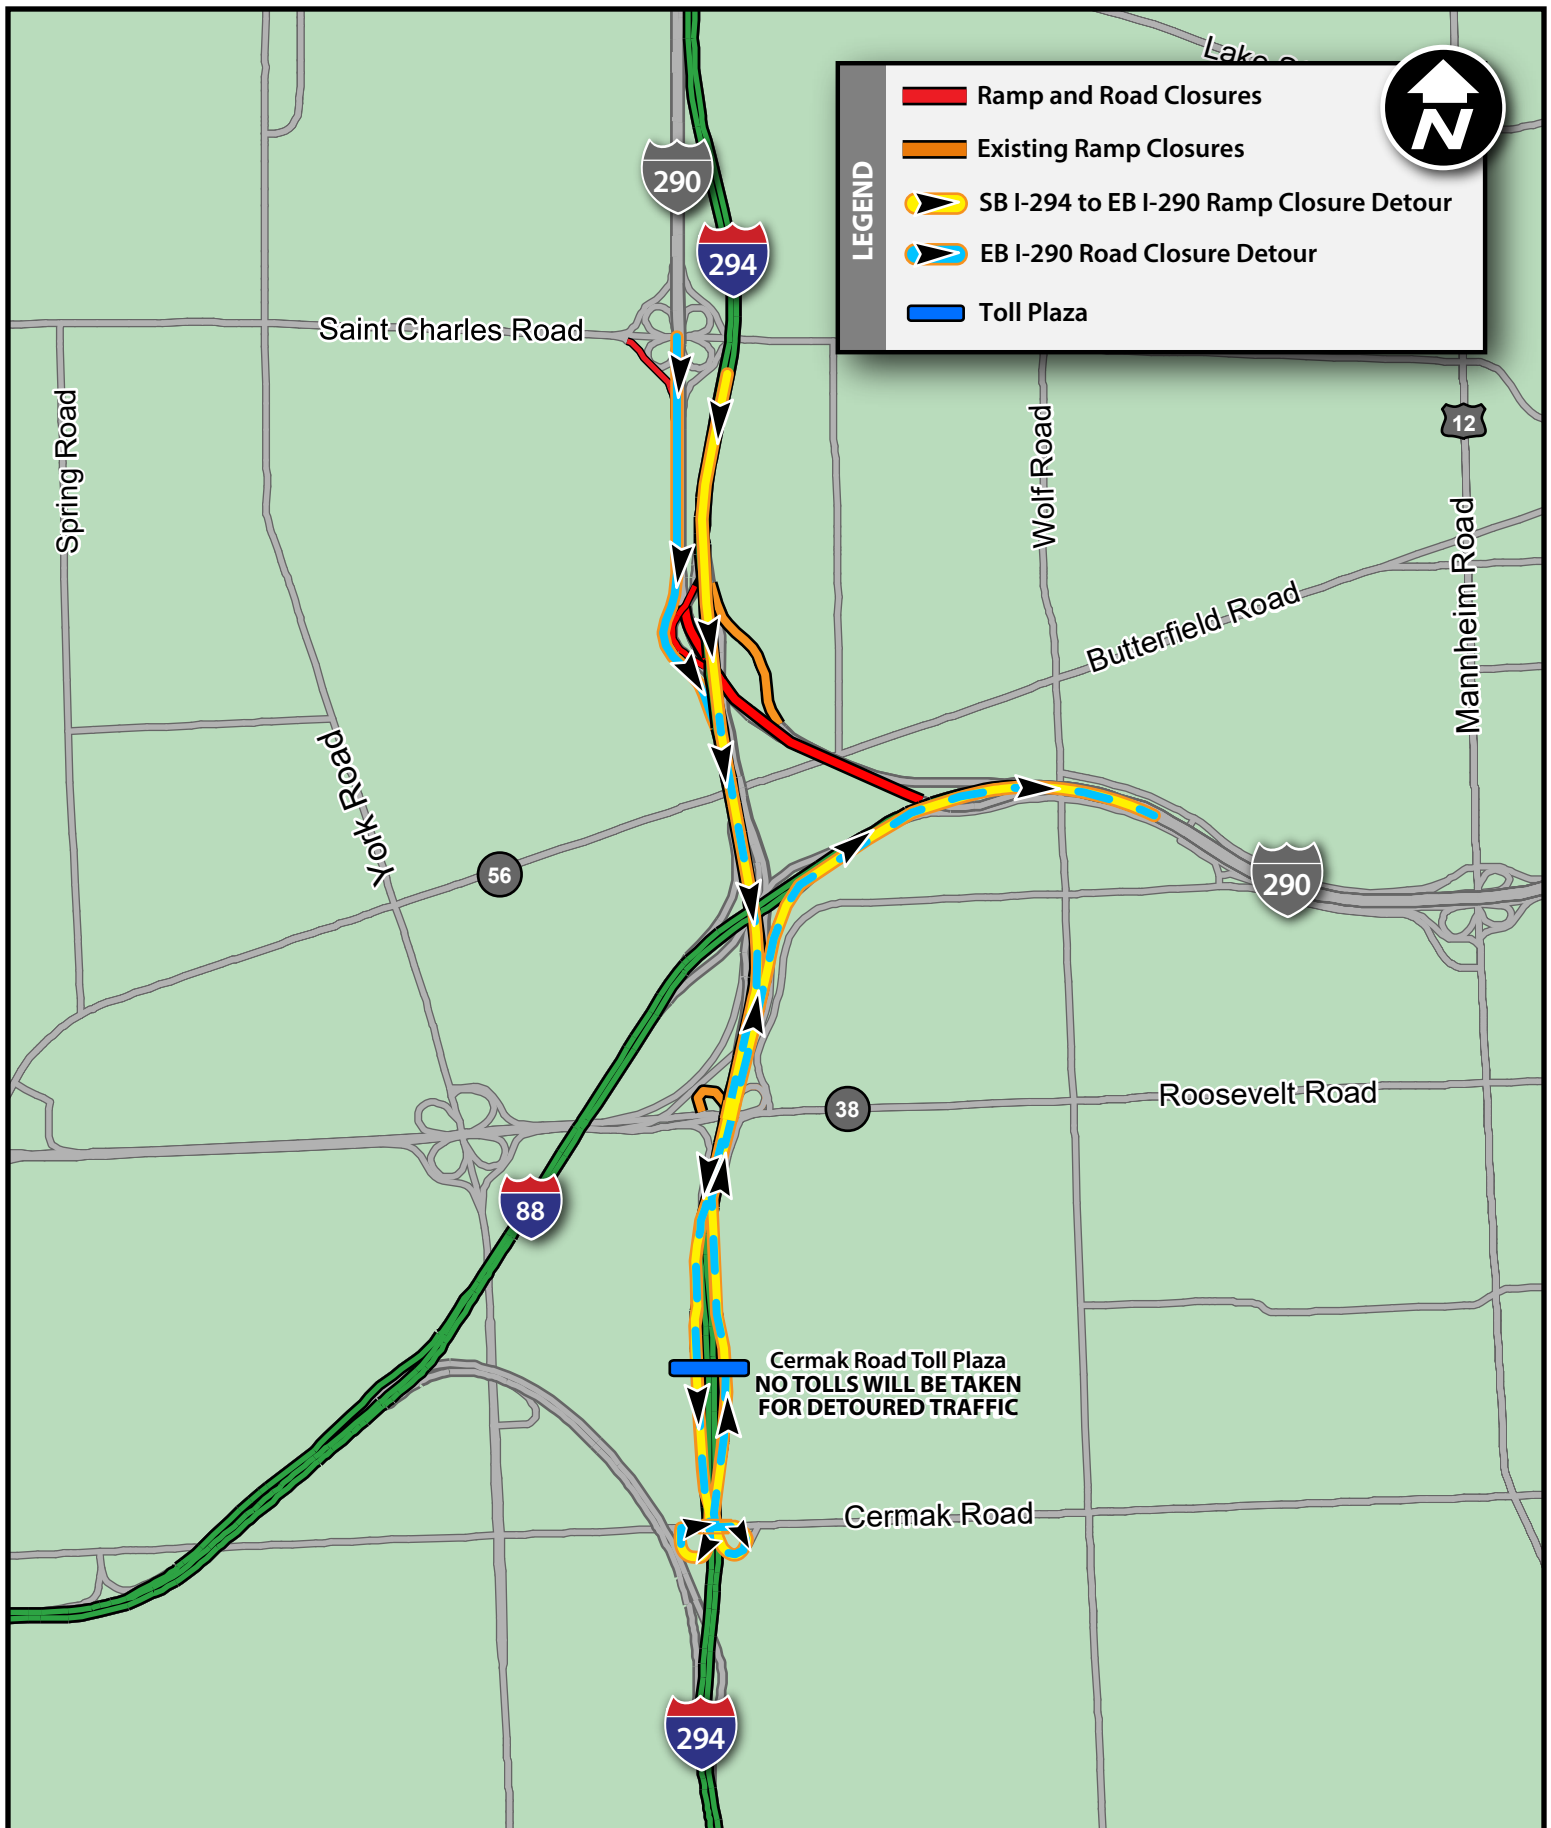 Lake
N
LEGEND
Ramp and Road Closures
Existing Ramp Closures
SB I-294 to EB I-290 Ramp Closure Detour
EB I-290 Road Closure Detour
Toll Plaza
290
294
Saint Charles Road
Spring Road
Wolf Road
12
Mannheim Road
Butterfield Road
York Road
56
290
38
Roosevelt Road
88
Cermak Road Toll Plaza
NO TOLLS WILL BE TAKEN
FOR DETOURED TRAFFIC
Cermak Road
294